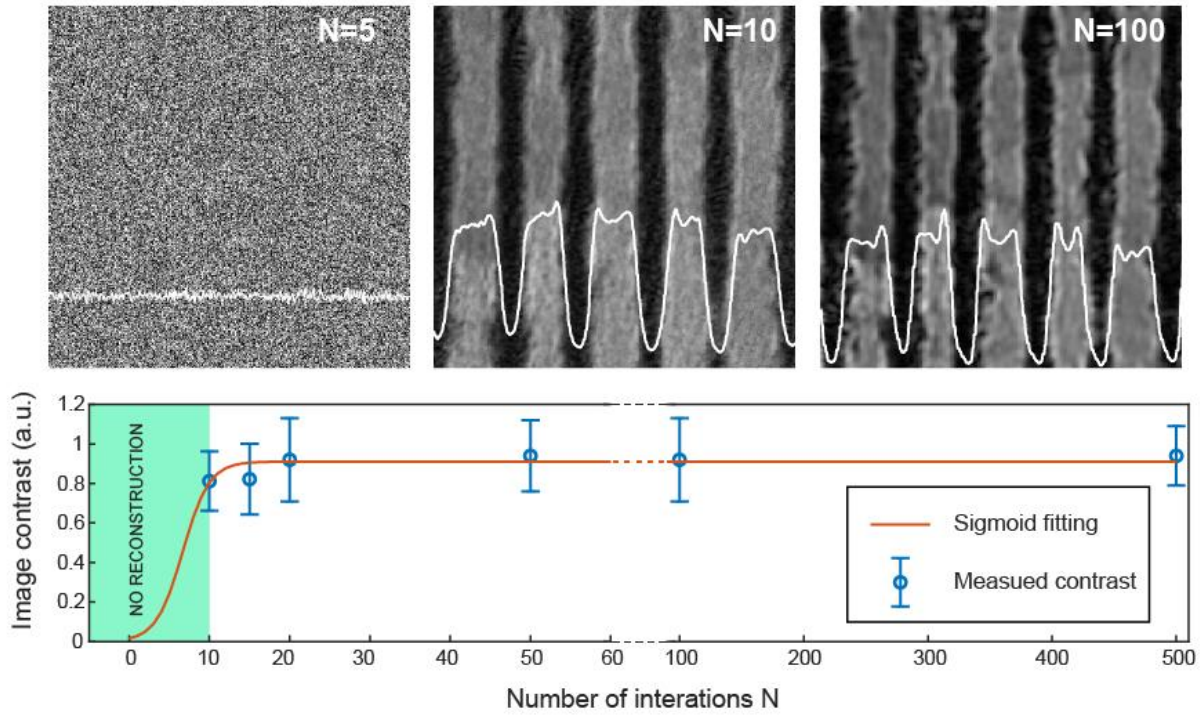 N=5
N=10
N=100
Image contrast (a.u.)
1.2
1
0.8
0.6
0.4
0.2
0
NO RECONSTRUCTION
Sigmoid fitting
Measued contrast
0 10 20 30 40 50 60 100 200 300 400 500
Number of interations N